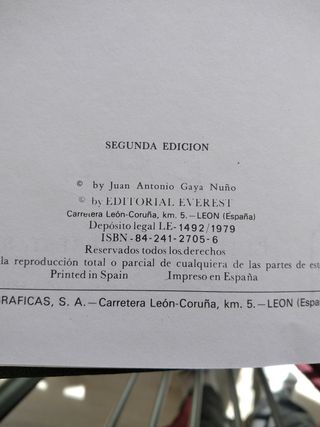 SEGUNDA EDICION
© by Juan Antonio Gaya Nuño
© by EDITORIAL EVEREST
Carretera León-Coruña, km. 5.—LEON (España)
Depósito legal LE-1492/1979
ISBN-84-241-2705-6
Reservados todos los derechos
la reproducción total o parcial de cualquiera de las partes de est
Printed in Spain Impreso en España
GRAFICAS, S. A.—Carretera León-Coruña, km. 5.—LEON (Espa